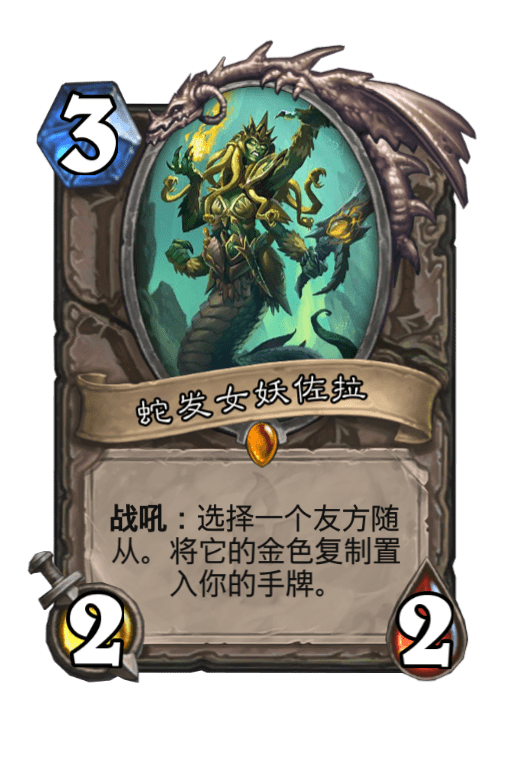 3
蛇发女妖佐拉
战吼：选择一个友方随
从。将它的金色复制置
入你的手牌。
2
2